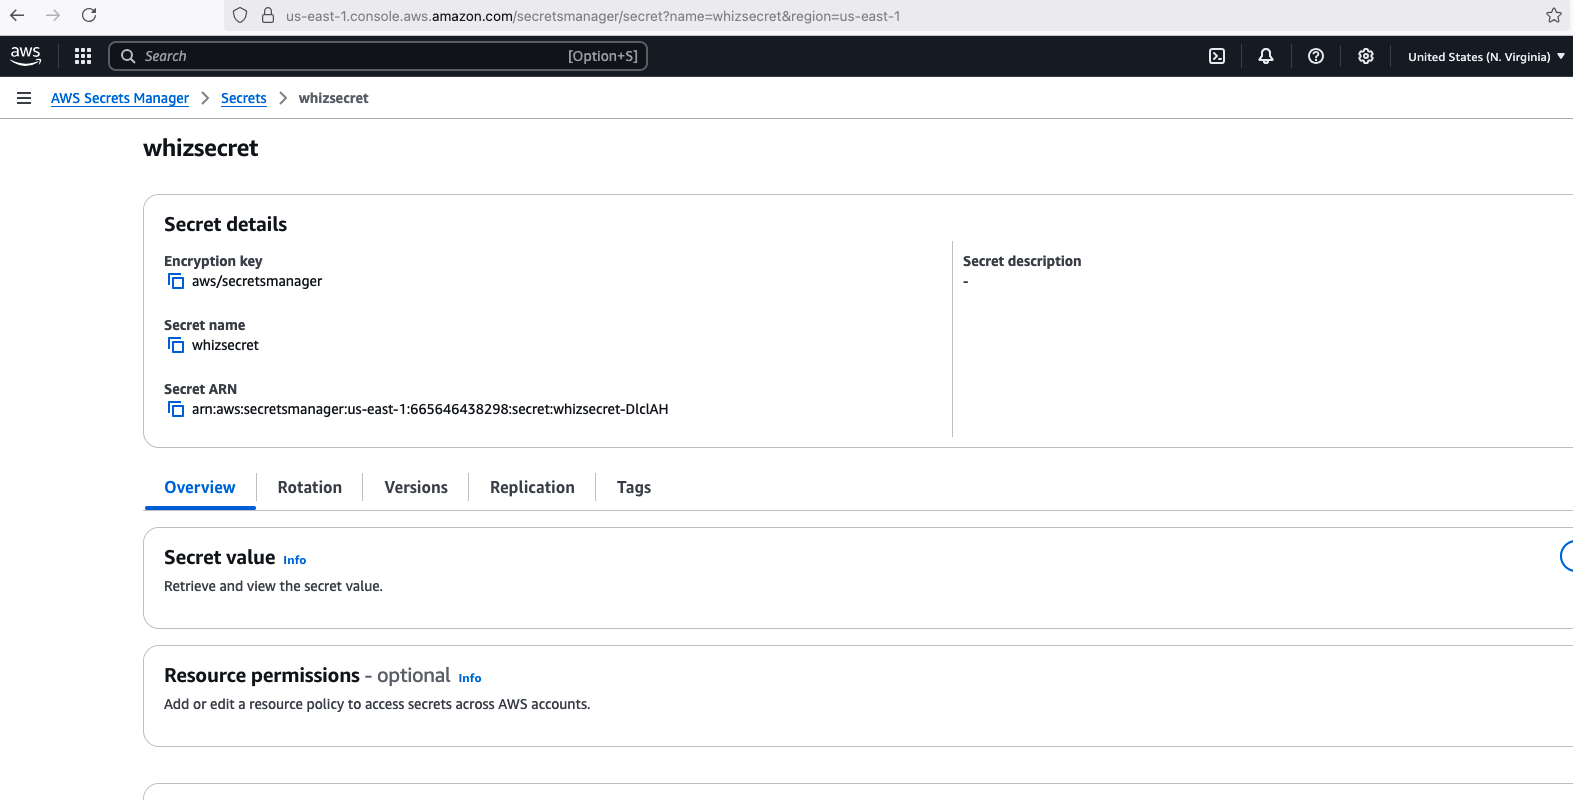 us-east-1.console.aws.amazon.com/secretsmanager/secret?name=whizsecret&region=us-east-1
aws Search [Option+S] United States (N. Virginia)
AWS Secrets Manager Secrets whizsecret
whizsecret
Secret details
Encryption key
aws/secretsmanager
Secret description
-
Secret name
whizsecret
Secret ARN
arn:aws:secretsmanager:us-east-1:665646438298:secret:whizsecret-DlclAH
Overview Rotation Versions Replication Tags
Secret value Info
Retrieve and view the secret value.
Resource permissions - optional Info
Add or edit a resource policy to access secrets across AWS accounts.